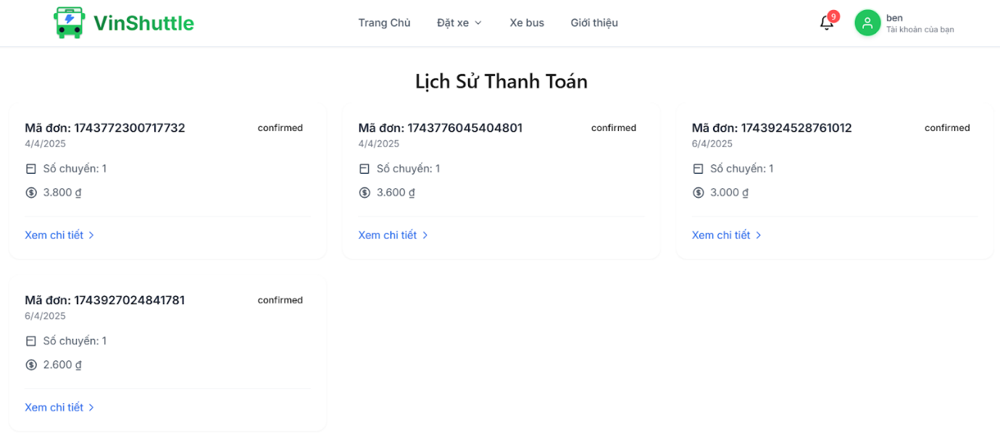 VinShuttle
Trang Chủ
Đặt xe
Xe bus
Giới thiệu
9
ben
Tài khoản của bạn
Lịch Sử Thanh Toán
Mã đơn: 1743772300717732
confirmed
4/4/2025
Số chuyến: 1
3.800 ₫
Xem chi tiết
Mã đơn: 1743776045404801
confirmed
4/4/2025
Số chuyến: 1
3.600 ₫
Xem chi tiết
Mã đơn: 1743924528761012
confirmed
6/4/2025
Số chuyến: 1
3.000 ₫
Xem chi tiết
Mã đơn: 1743927024841781
confirmed
6/4/2025
Số chuyến: 1
2.600 ₫
Xem chi tiết